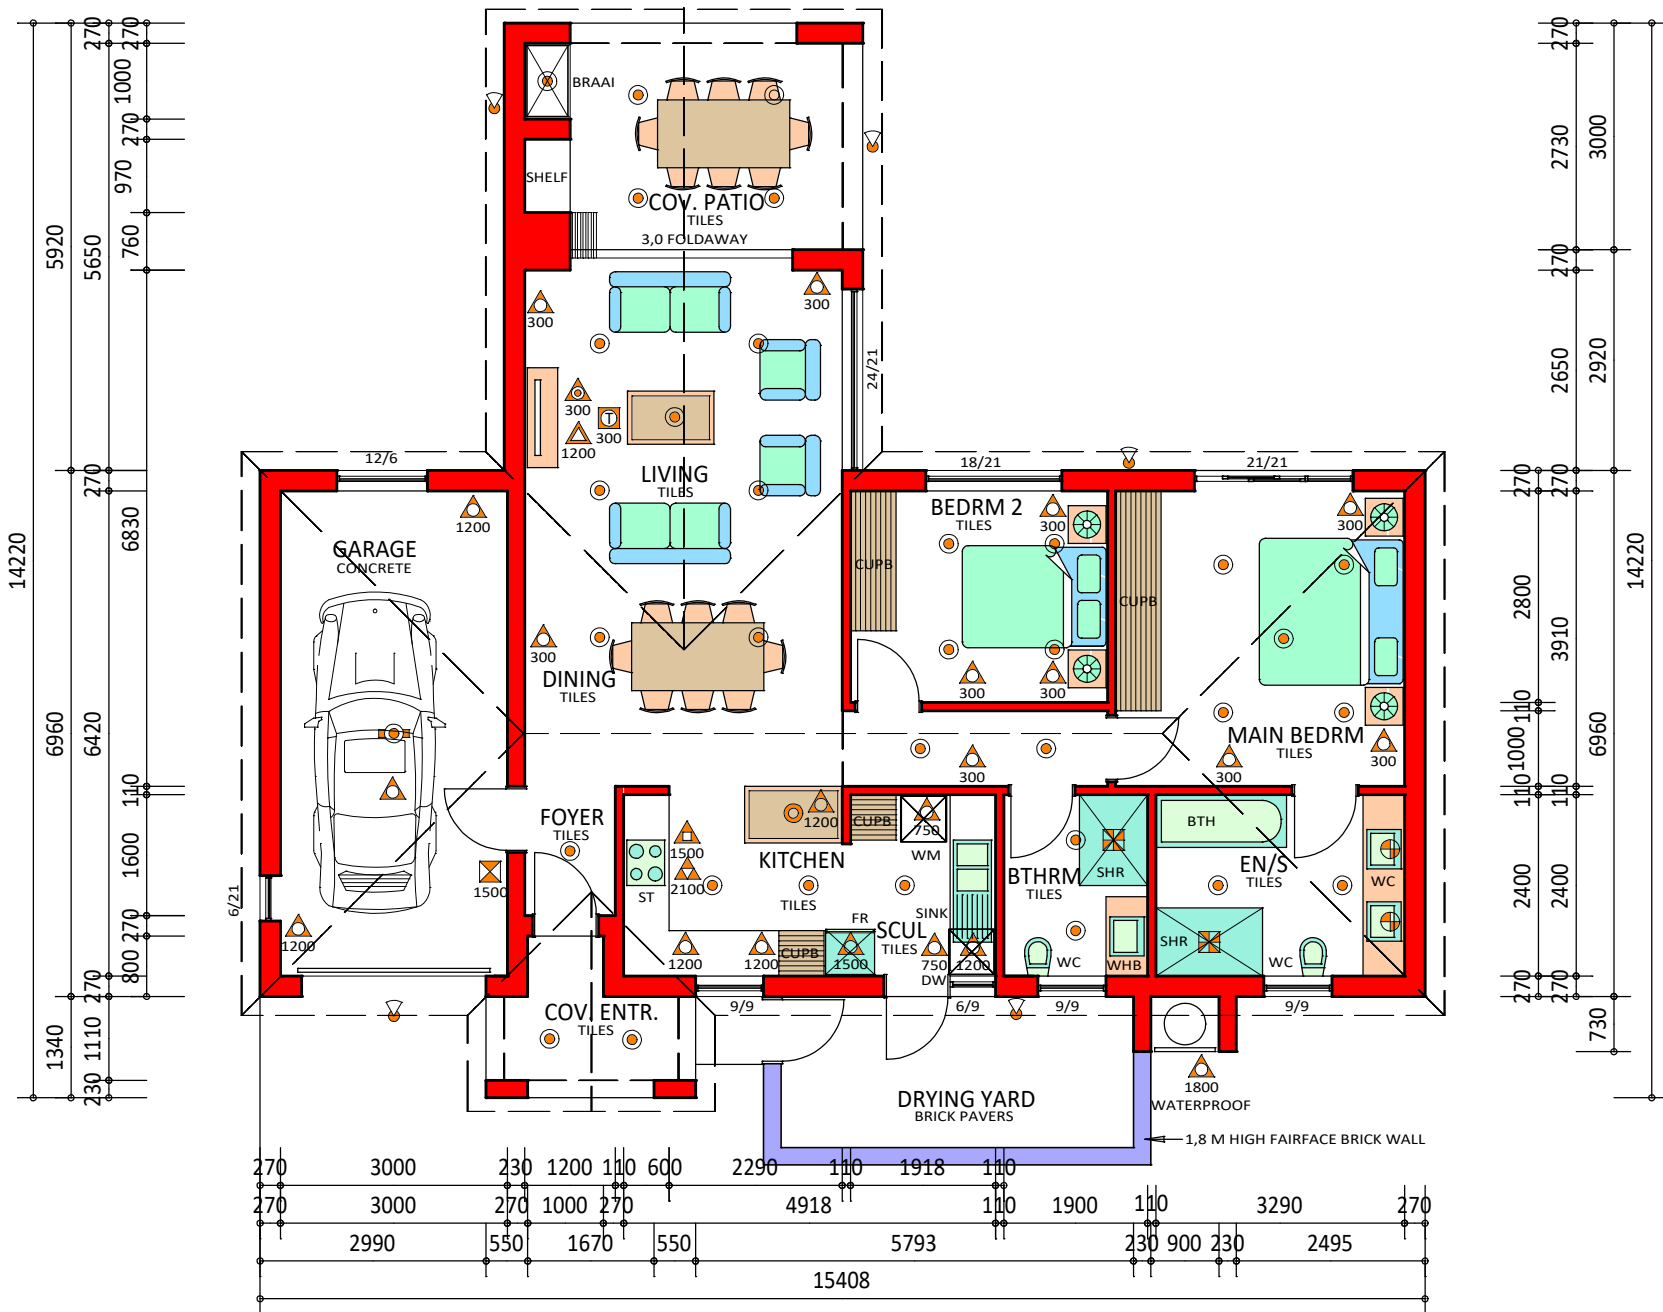 270
270
1000
270
970
760
5920
5650
14220
270
6830
6960
6420
110
1600
270
800
270
1340
1110
230
BRAAI
SHELF
COV. PATIO
TILES
3,0 FOLDAWAY
300
300
24/21
300
T
300
1200
LIVING
TILES
12/6
18/21
21/21
1200
GARAGE
CONCRETE
BEDRM 2
TILES
300
300
CUPB
CUPB
300
DINING
TILES
300
300
MAIN BEDRM
TILES
300
300
300
FOYER
TILES
1200
CUPB
750
WM
BTH
1500
2100
KITCHEN
TILES
ST
BTHRM
TILES
SHR
EN/S
TILES
WC
1500
6/21
1200
FR
SINK
SCUL
TILES
1200
1200
CUPB
1500
750
DW
1200
WC
WHB
SHR
WC
9/9
6/9
9/9
9/9
COV. ENTR.
TILES
DRYING YARD
BRICK PAVERS
1800
WATERPROOF
1,8 M HIGH FAIRFACE BRICK WALL
270
3000
230
1200
110
600
2290
110
1918
110
270
3000
270
1000
270
4918
110
1900
110
3290
270
2990
550
1670
550
5793
230
900
230
2495
15408
270
2730
3000
270
2650
2920
14220
270
270
2800
3910
110
1000
6960
110
110
2400
2400
270
270
730